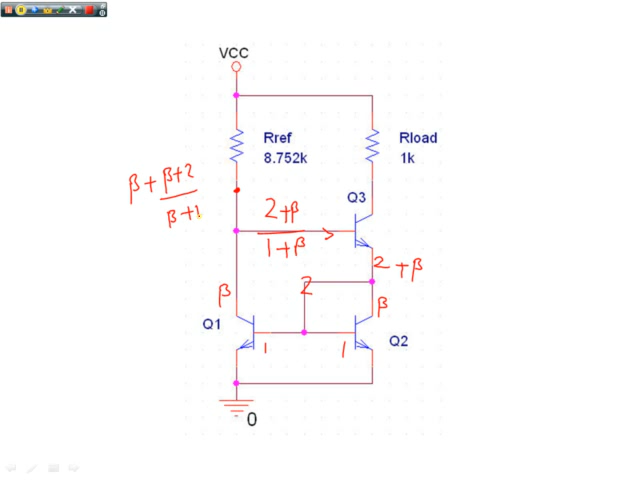 VCC
Rref
8.752k
Rload
1k
Q3
β + β+2
β+1
2+β
1+β
2 + β
2
β
β
Q1
1
1
Q2
0